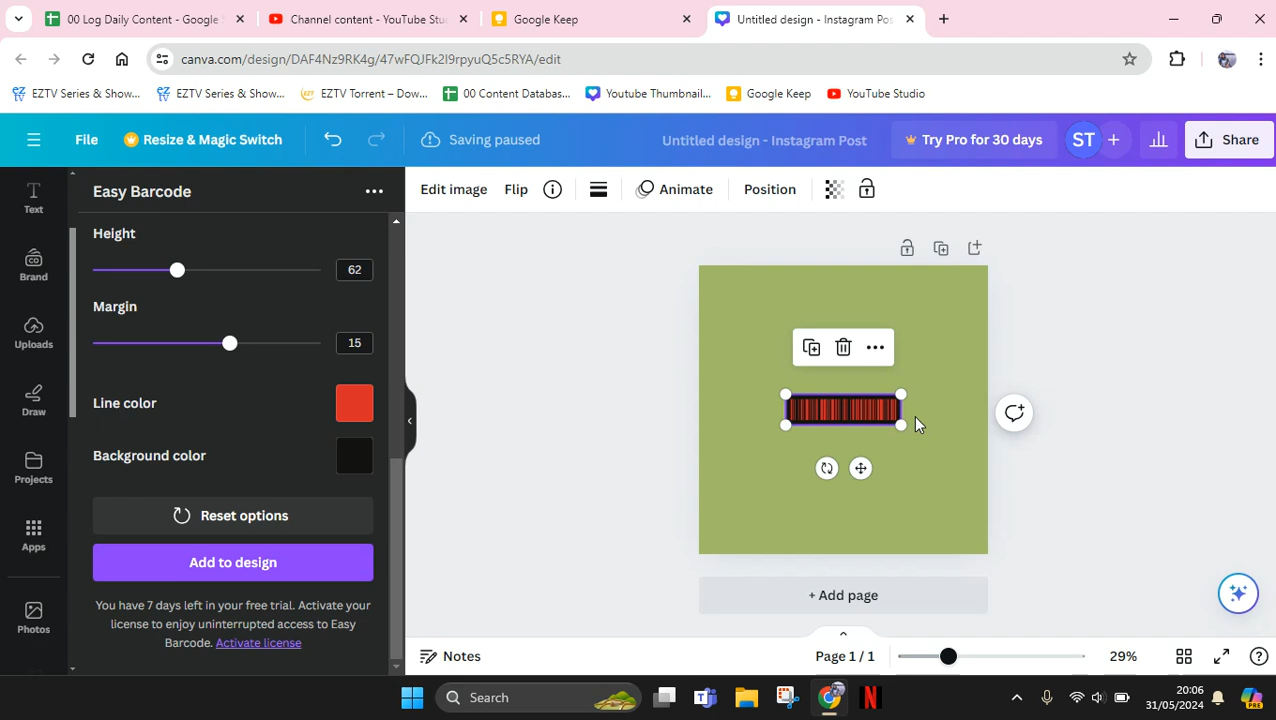 00 Log Daily Content - Google
Channel content - YouTube Stu
Google Keep
Untitled design - Instagram Pos
canva.com/design/DAF4Nz9RK4g/47wFQJFk2I9rpyuQ5c5RYA/edit
EZTV Series & Show...
EZTV Series & Show...
EZTV Torrent – Dow...
00 Content Databas...
Youtube Thumbnail...
Google Keep
YouTube Studio
File
Resize & Magic Switch
Saving paused
Untitled design - Instagram Post
Try Pro for 30 days
ST
Share
Text
Brand
Uploads
Draw
Projects
Apps
Photos
Easy Barcode
Height
62
Margin
15
Line color
Background color
Reset options
Add to design
You have 7 days left in your free trial. Activate your
license to enjoy uninterrupted access to Easy
Barcode. Activate license
Edit image
Flip
Animate
Position
+ Add page
Notes
Page 1 / 1
29%
Search
20:06
31/05/2024